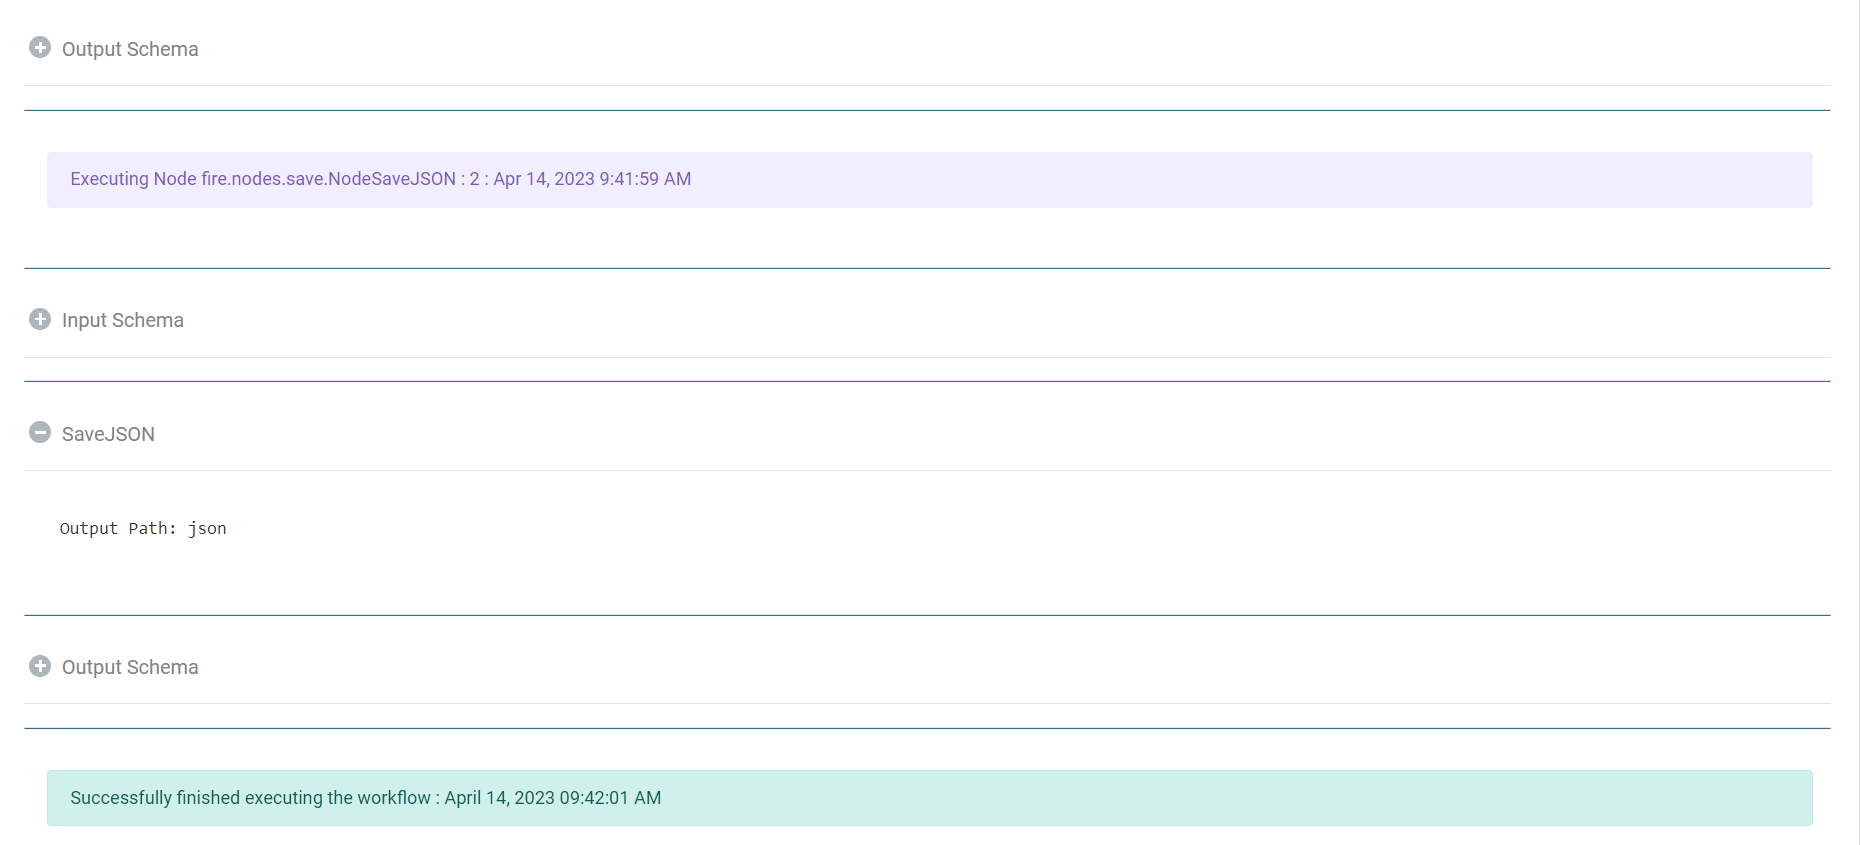 Output Schema
Executing Node fire.nodes.save.NodeSaveJSON : 2 : Apr 14, 2023 9:41:59 AM
Input Schema
SaveJSON
Output Path: json
Output Schema
Successfully finished executing the workflow : April 14, 2023 09:42:01 AM